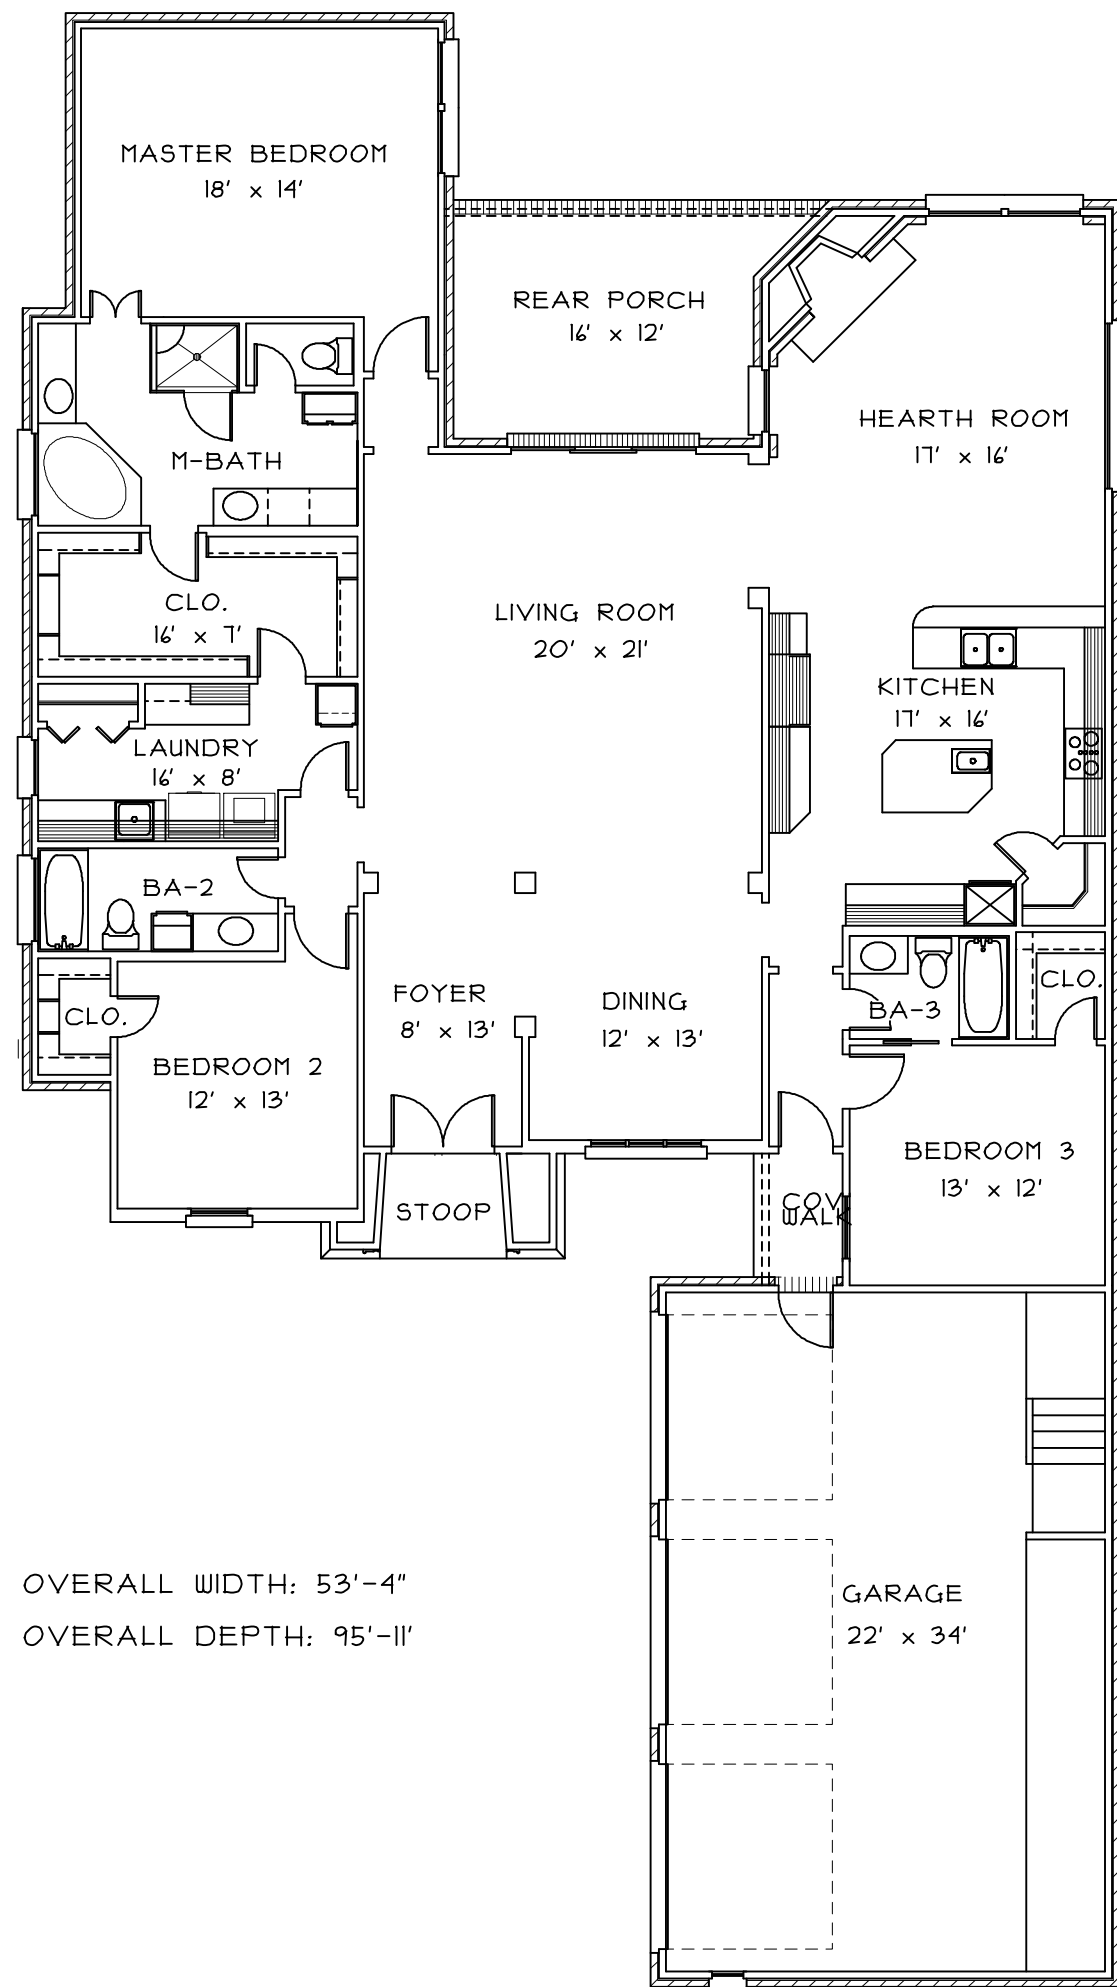 MASTER BEDROOM
18' x 14'
REAR PORCH
16' x 12'
HEARTH ROOM
17' x 16'
M-BATH
CLO.
16' x 7'
LIVING ROOM
20' x 21'
KITCHEN
17' x 16'
LAUNDRY
16' x 8'
BA-2
FOYER
8' x 13'
DINING
12' x 13'
BA-3
CLO.
CLO.
BEDROOM 2
12' x 13'
BEDROOM 3
13' x 12'
STOOP
COV
WALK
OVERALL WIDTH: 53'-4"
OVERALL DEPTH: 95'-11'
GARAGE
22' x 34'